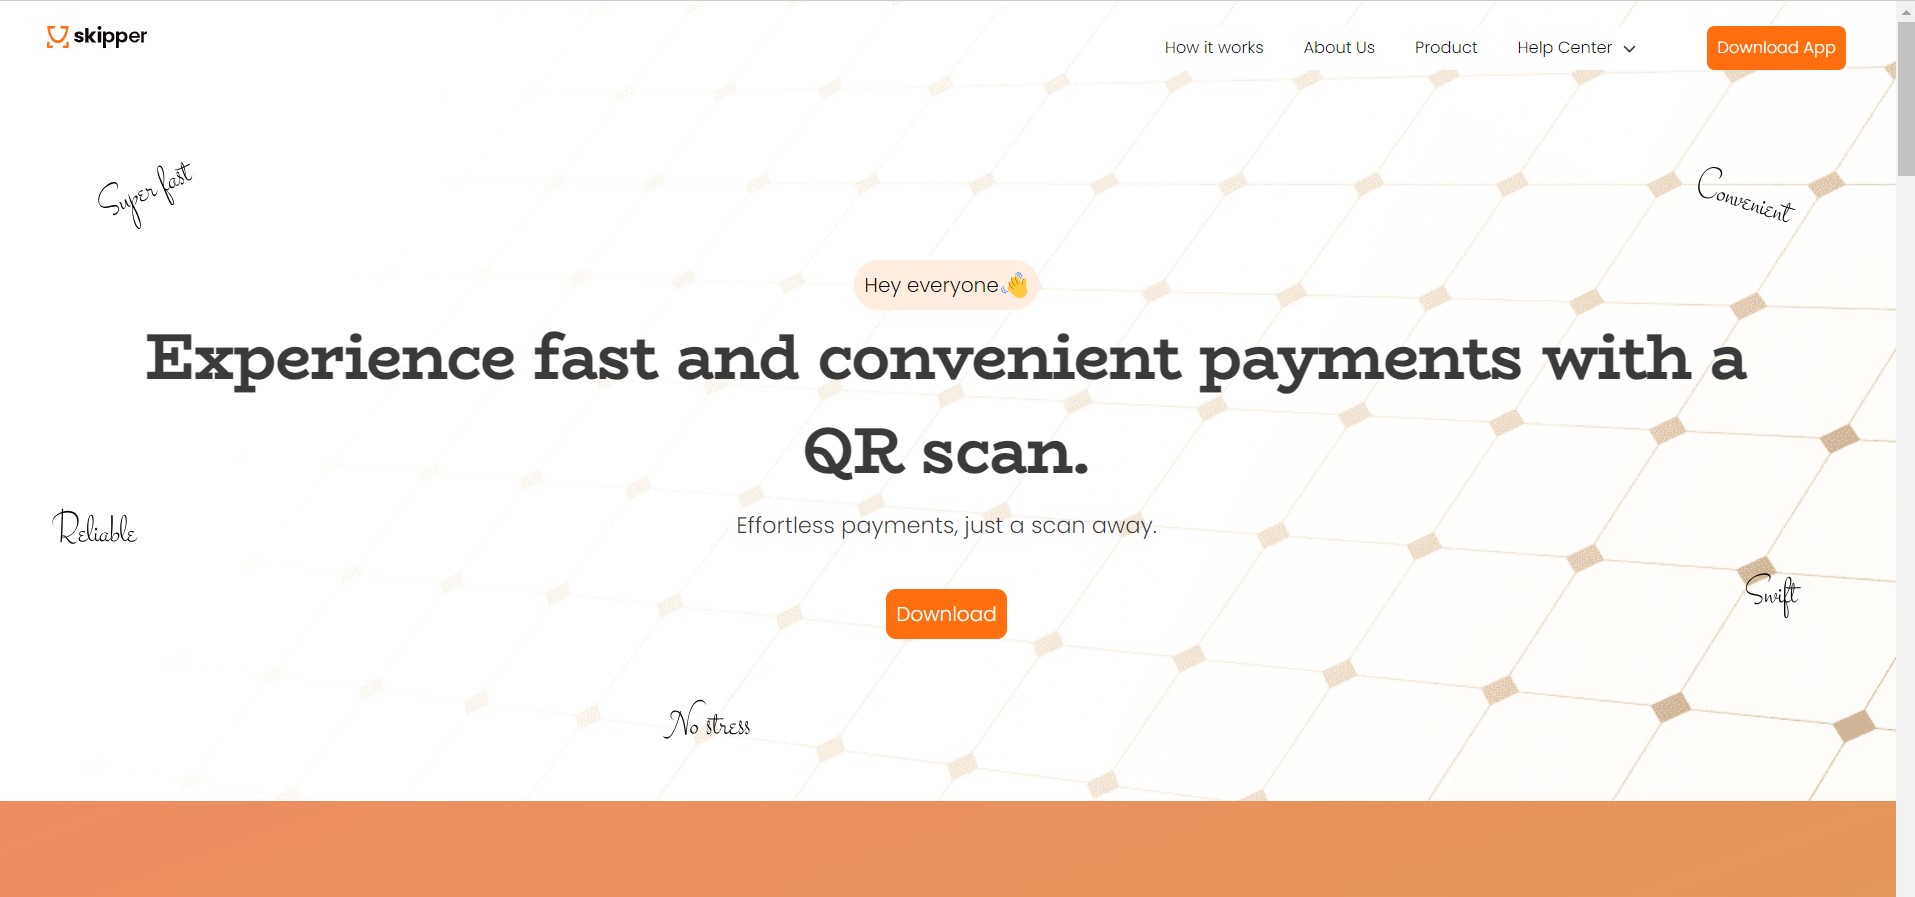 skipper
How it works
About Us
Product
Help Center
Download App
Super fast
Convenient
Hey everyone👋
Experience fast and convenient payments with a
QR scan.
Reliable
Effortless payments, just a scan away.
Swift
Download
No stress